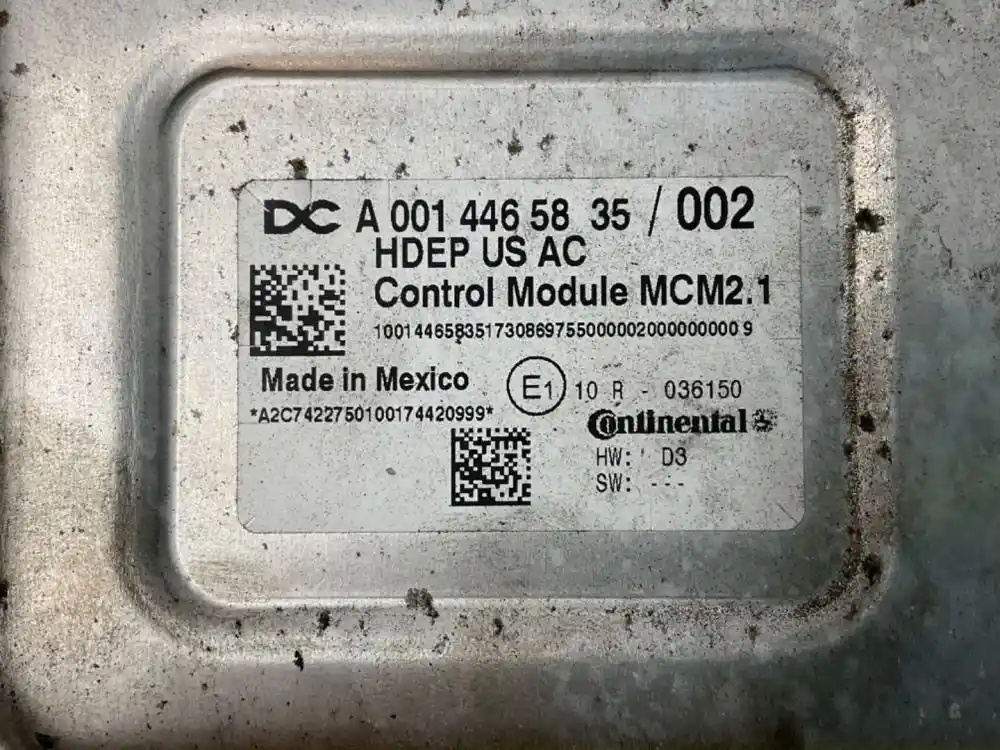 DC A 001 446 58 35 / 002
HDEP US AC
Control Module MCM2.1
10014465835173086975500000200000000009
Made in Mexico
E1 10 R - 036150
*A2C7422750100174420999*
Continental
HW: D3
SW: ---